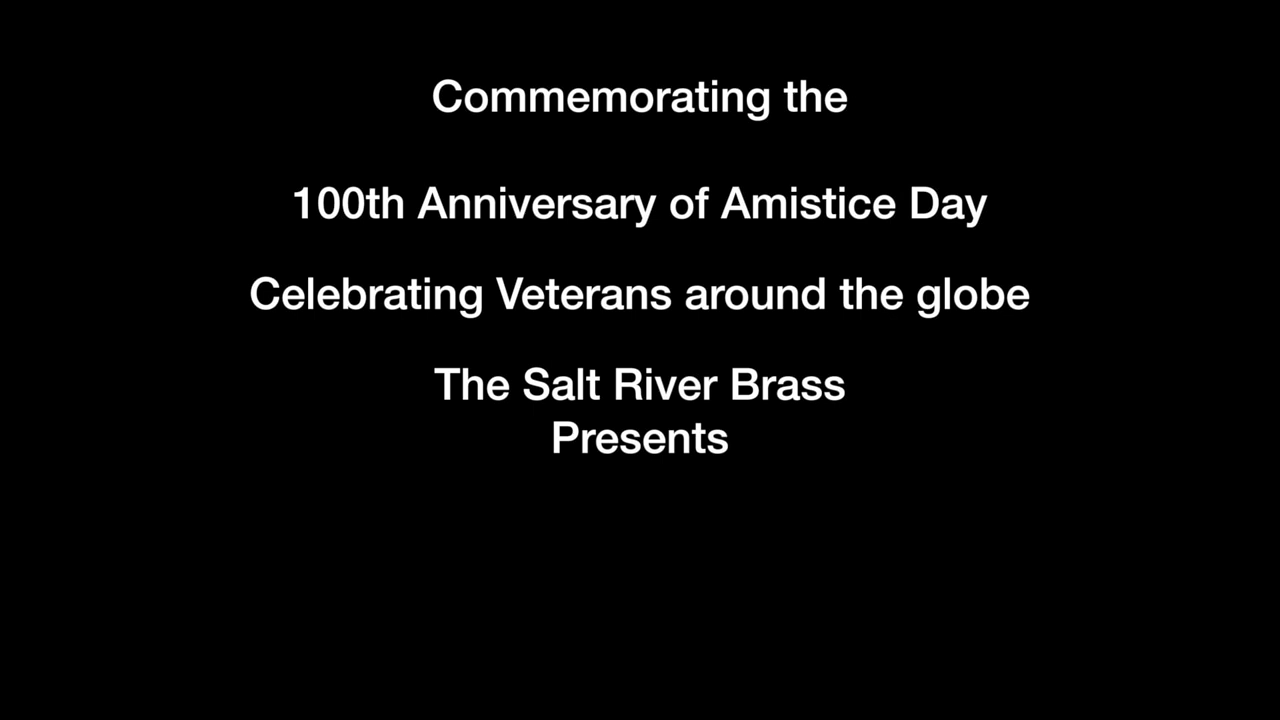 Commemorating the
100th Anniversary of Amistice Day
Celebrating Veterans around the globe
The Salt River Brass
Presents